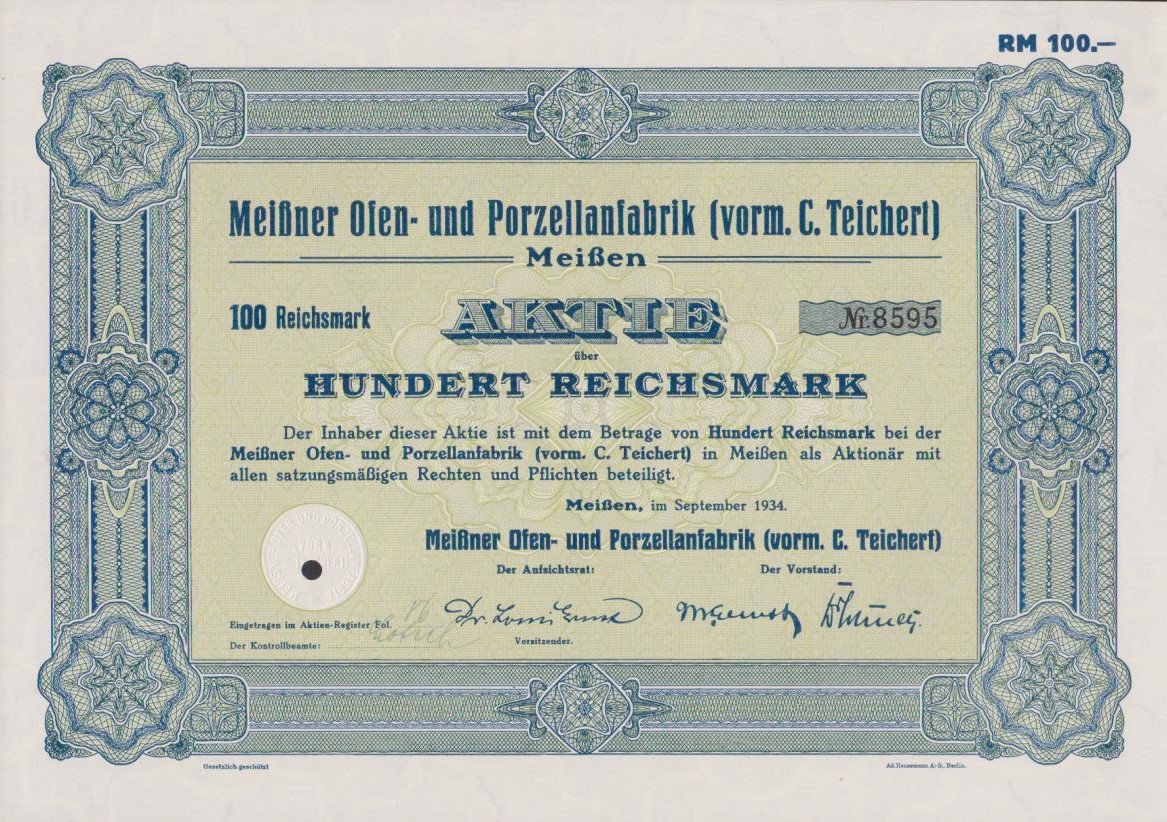 RM 100.—
Meißner Ofen- und Porzellanfabrik (vorm. C. Teichert)
Meißen
100 Reichsmark
AKTIE
Nr. 8595
über
HUNDERT REICHSMARK
Der Inhaber dieser Aktie ist mit dem Betrage von Hundert Reichsmark bei der
Meißner Ofen- und Porzellanfabrik (vorm. C. Teichert) in Meißen als Aktionär mit
allen satzungsmäßigen Rechten und Pflichten beteiligt.
Meißen, im September 1934.
Meißner Ofen- und Porzellanfabrik (vorm. C. Teichert)
Der Aufsichtsrat:
Der Vorstand:
Dr.
Eingetragen im Aktien-Register Fol.
Vorsitzender.
Der Kontrollbeamte:
Gesetzlich geschützt
Ad. Heusemann A.-G., Berlin.